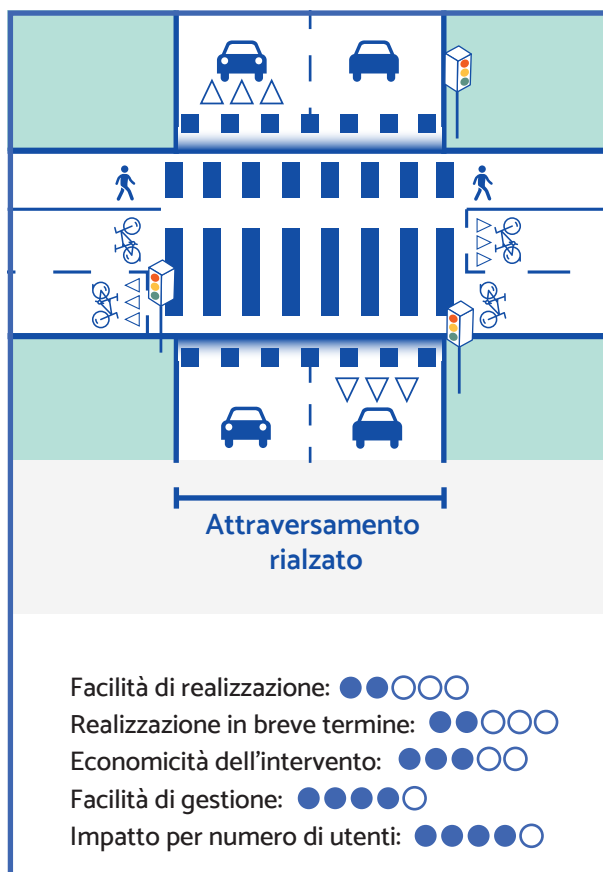 Attraversamento
rialzato
Facilità di realizzazione:
Realizzazione in breve termine:
Economicità dell'intervento:
Facilità di gestione:
Impatto per numero di utenti: